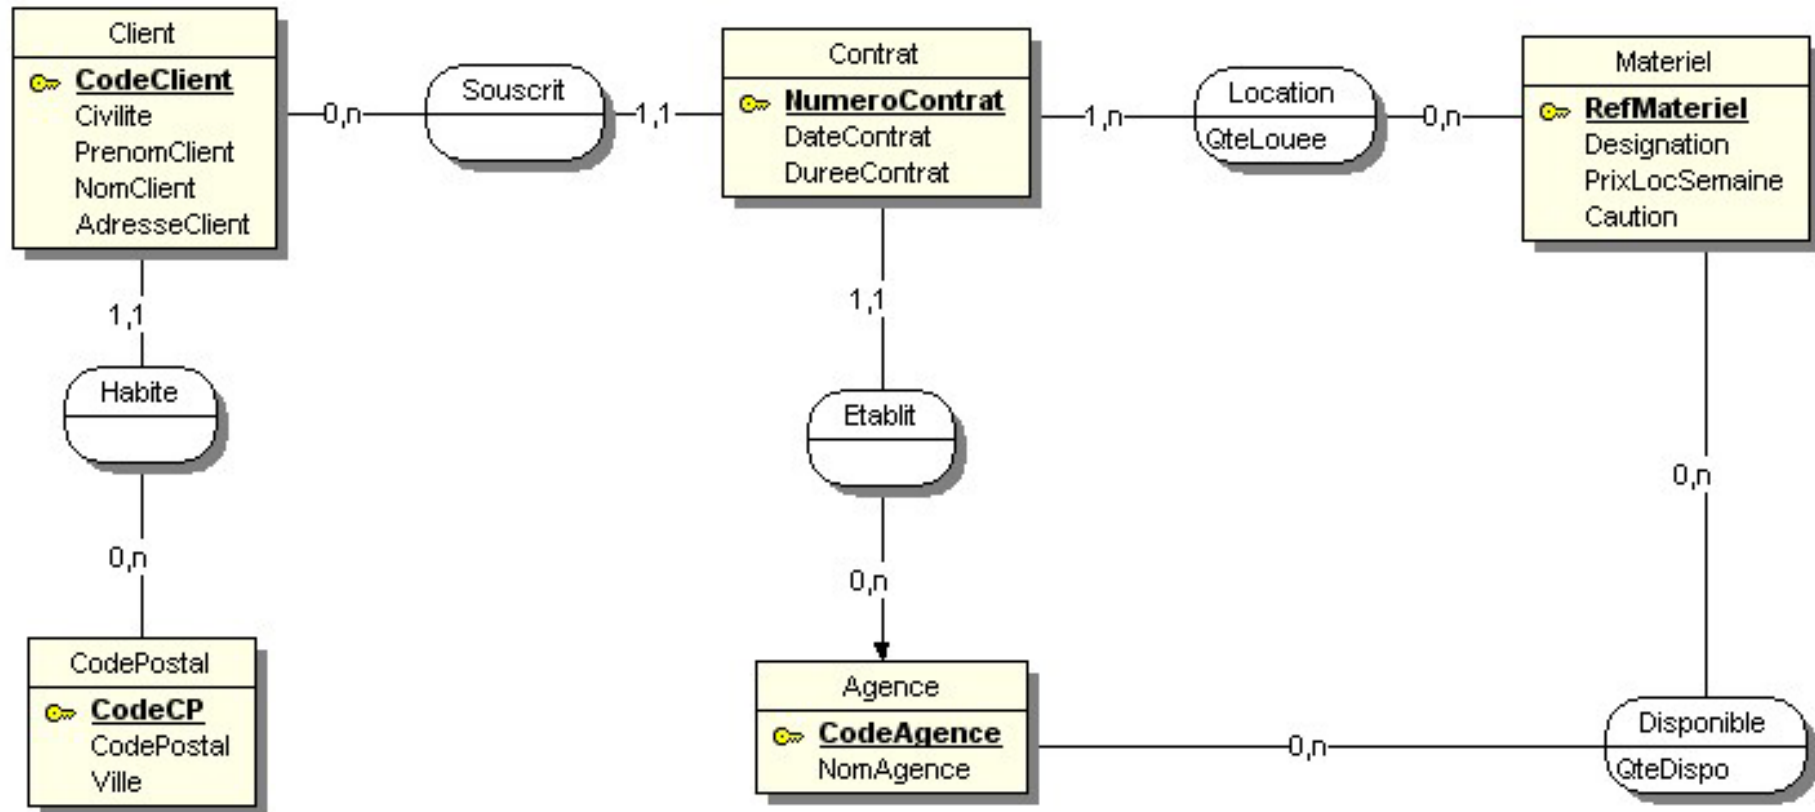 Client
CodeClient
Civilite
PrenomClient
NomClient
AdresseClient
0,n
Souscrit
1,1
Contrat
NumeroContrat
DateContrat
DureeContrat
1,n
Location
QteLouee
0,n
Materiel
RefMateriel
Designation
PrixLocSemaine
Caution
1,1
Habite
0,n
CodePostal
CodeCP
CodePostal
Ville
1,1
Etablit
0,n
Agence
CodeAgence
NomAgence
0,n
0,n
Disponible
QteDispo